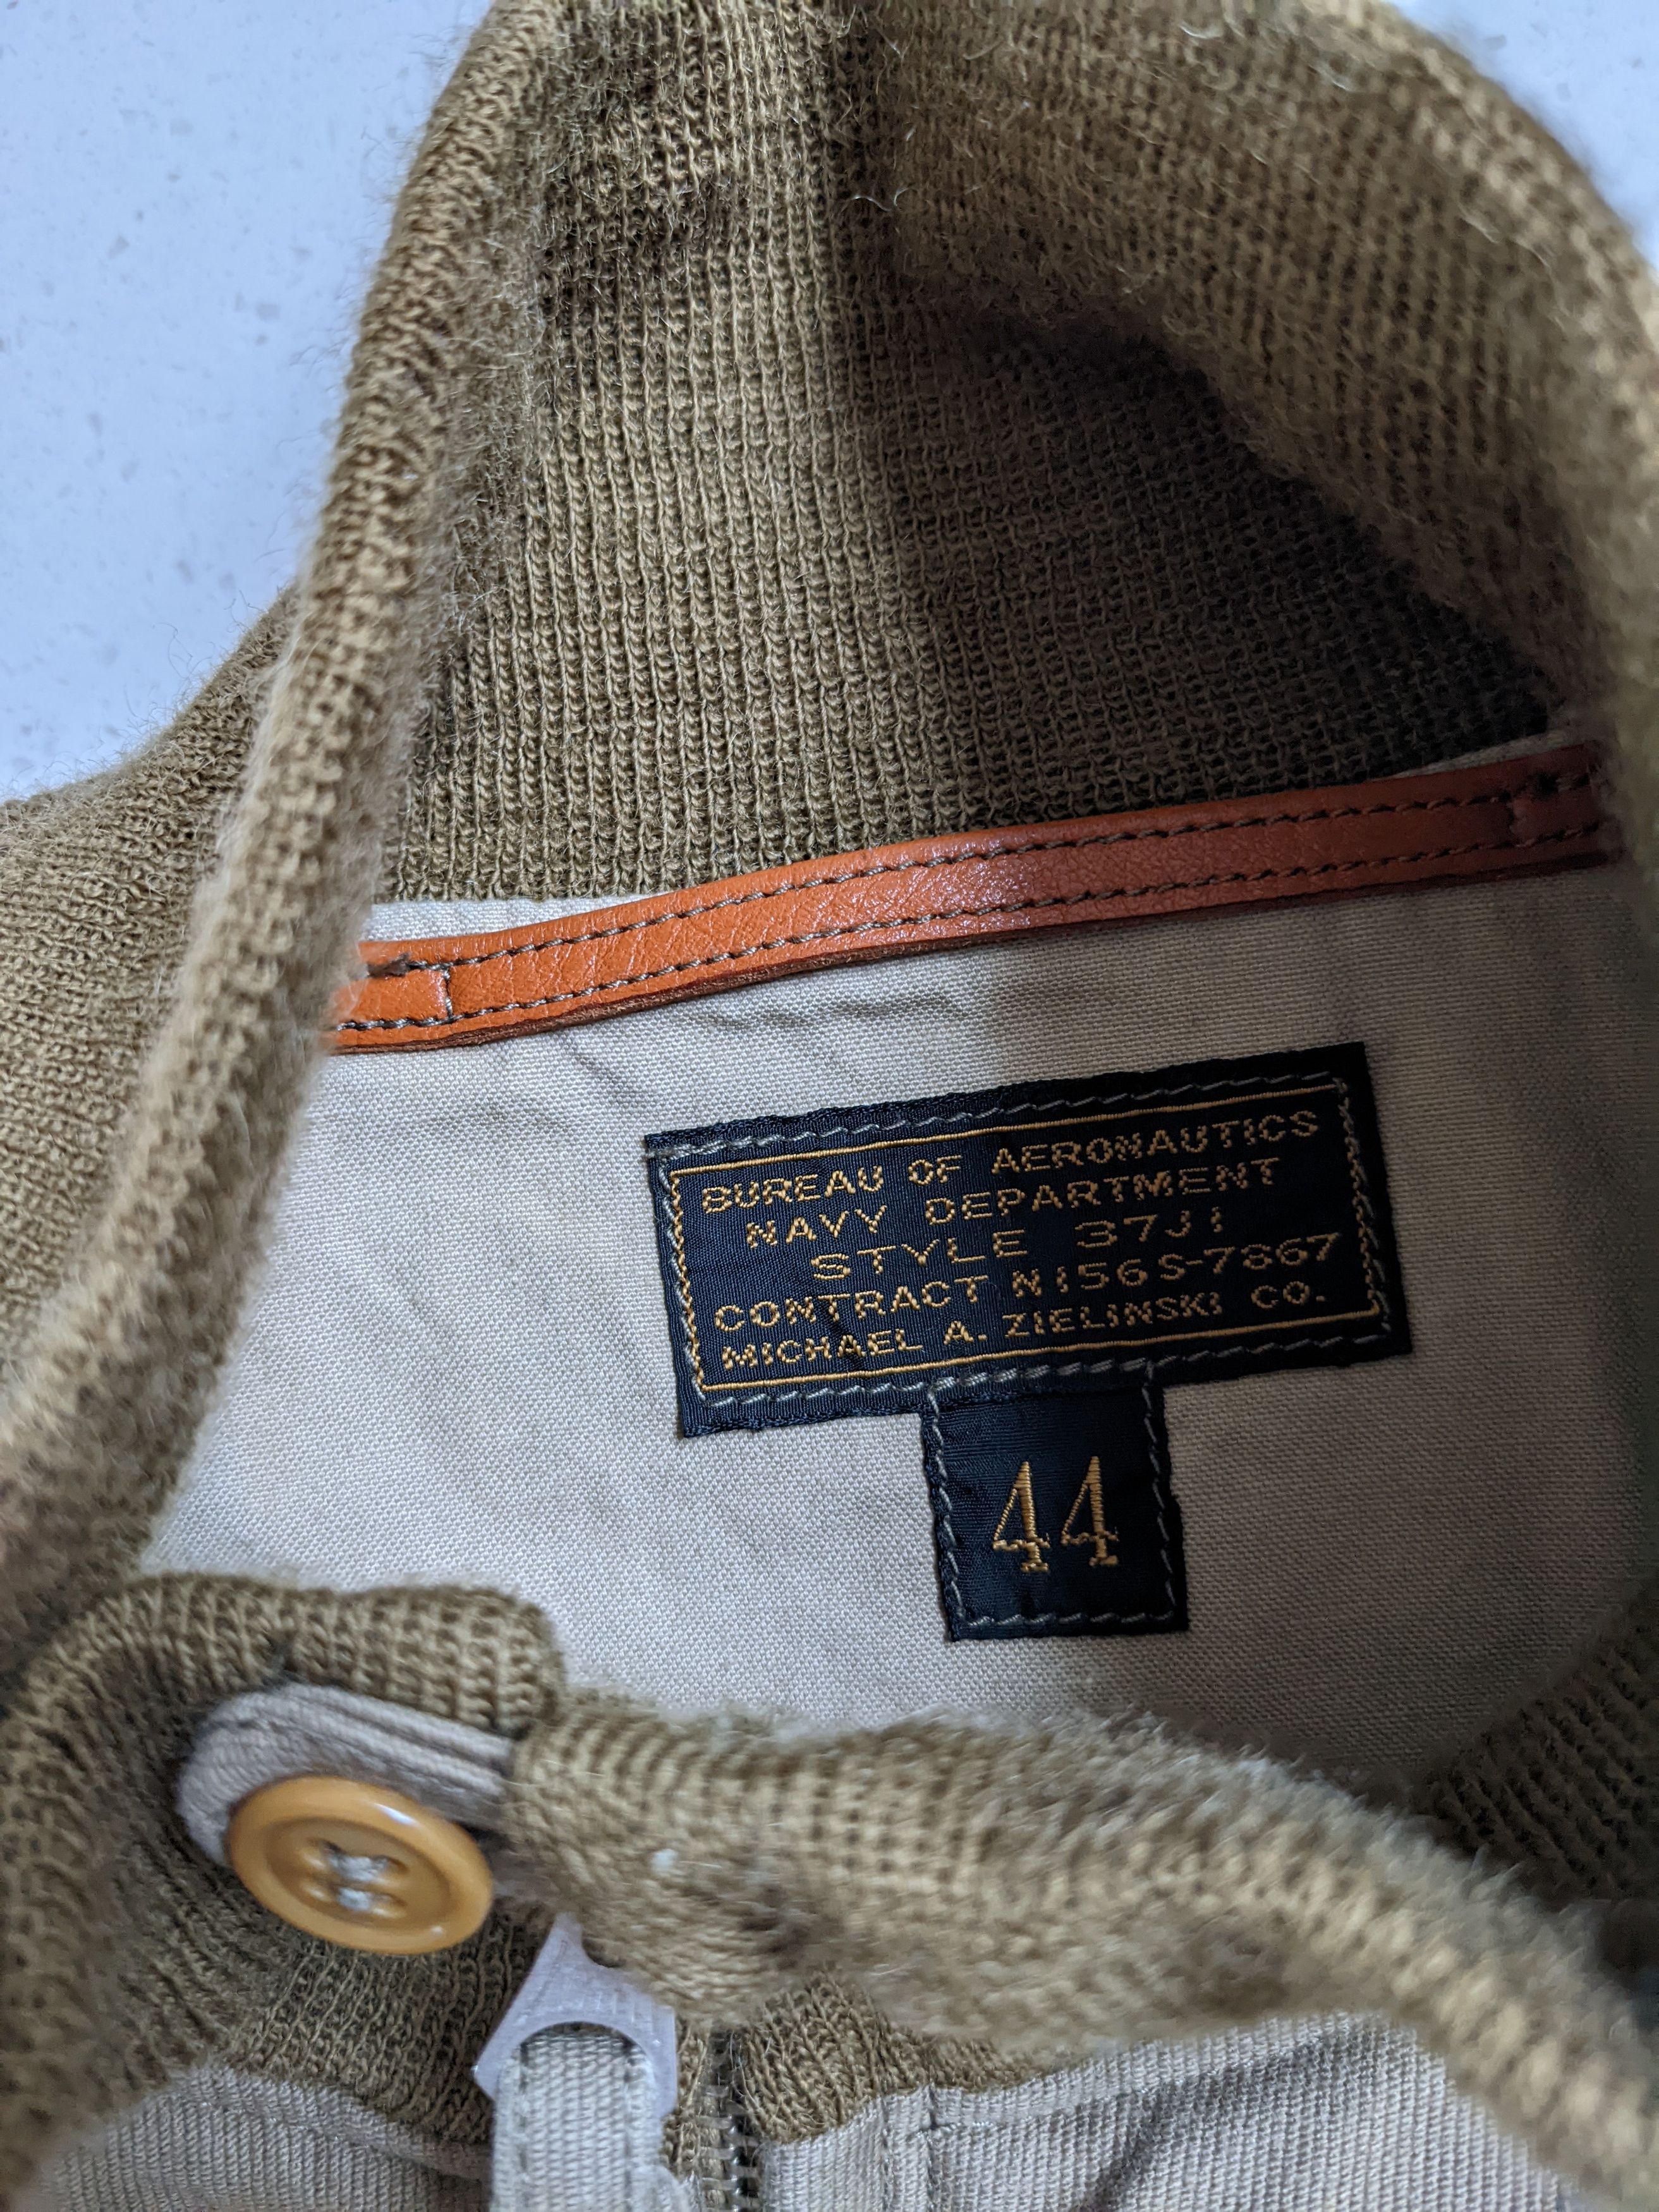 BUREAU OF AERONAUTICS
NAVY DEPARTMENT
STYLE 37J1
CONTRACT N156S-7867
MICHAEL A. ZIELINSKI CO.
44